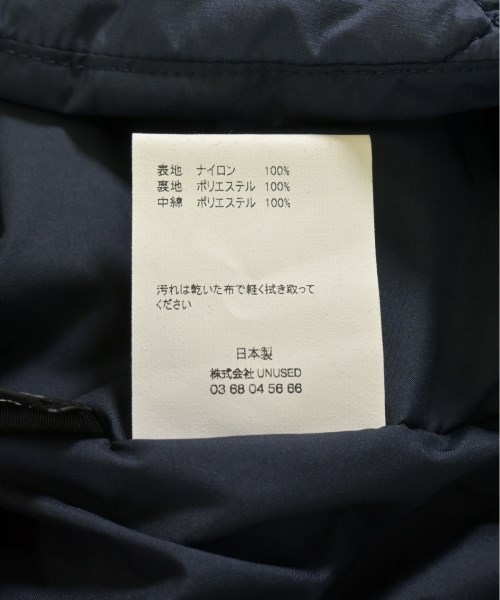 表地 ナイロン 100%
裏地 ポリエステル 100%
中綿 ポリエステル 100%
汚れは乾いた布で軽く拭き取って
ください
日本製
株式会社 UNUSED
03 68 04 56 66